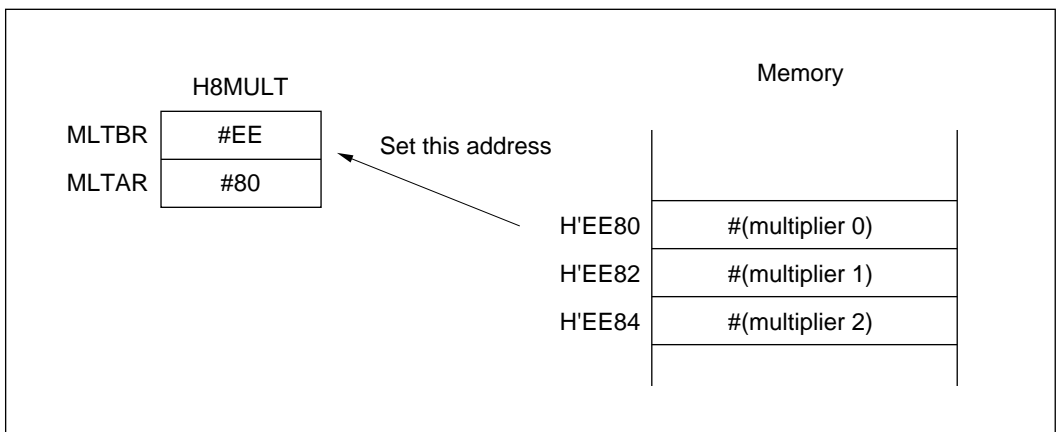 Memory
H8MULT
MLTBR #EE
Set this address
MLTAR #80
H'EE80 #(multiplier 0)
H'EE82 #(multiplier 1)
H'EE84 #(multiplier 2)